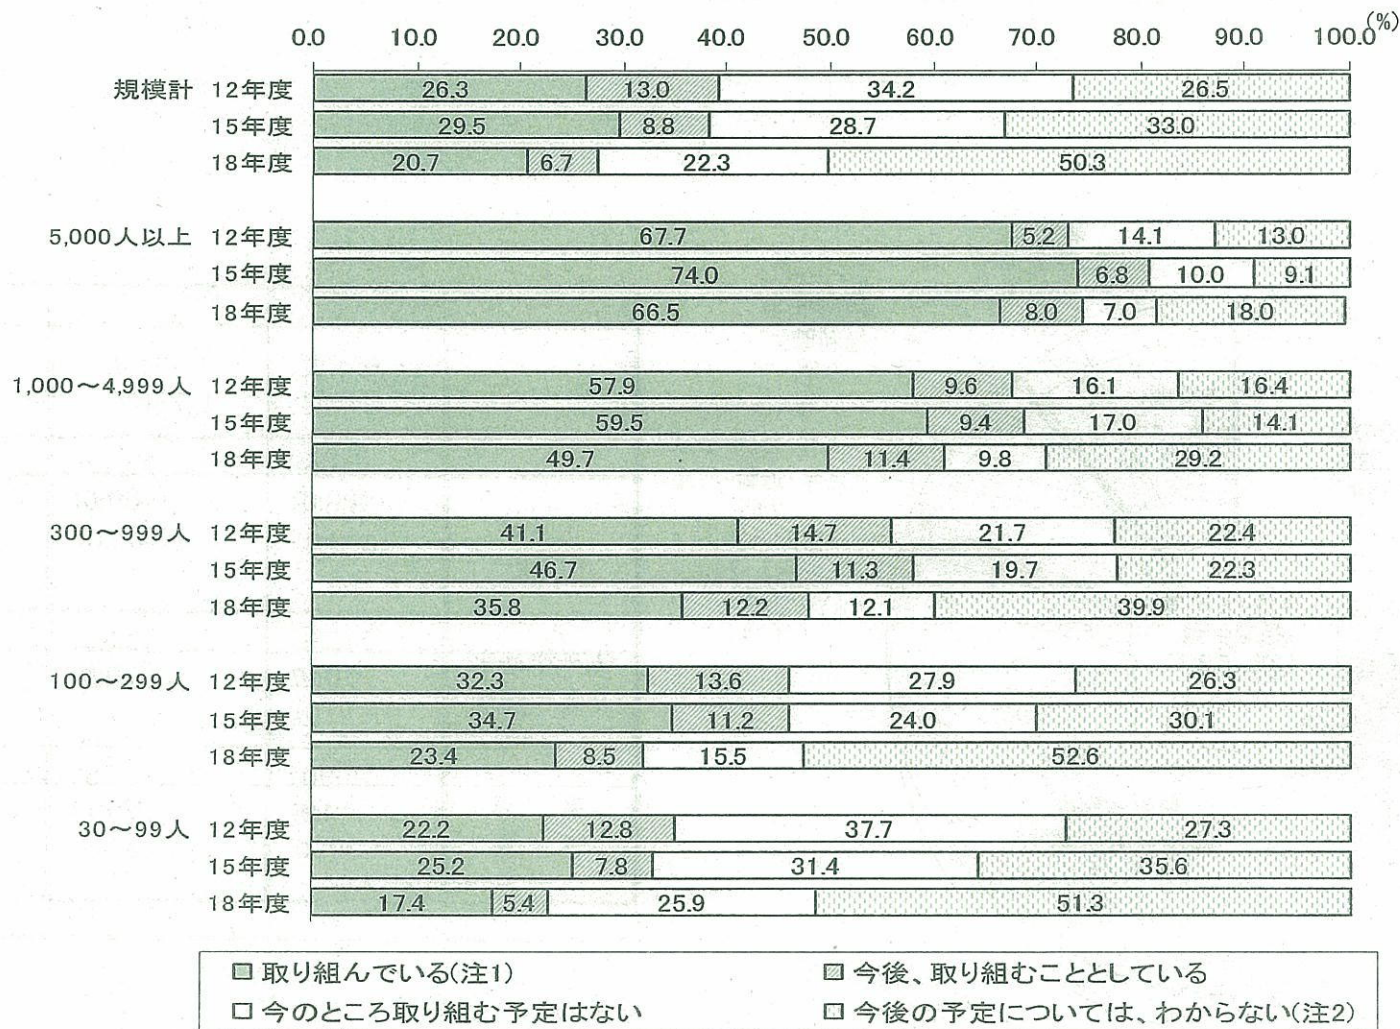 (%)
0.0 10.0 20.0 30.0 40.0 50.0 60.0 70.0 80.0 90.0 100.0
規模計 12年度 26.3 13.0 34.2 26.5
15年度 29.5 8.8 28.7 33.0
18年度 20.7 6.7 22.3 50.3
5,000人以上 12年度 67.7 5.2 14.1 13.0
15年度 74.0 6.8 10.0 9.1
18年度 66.5 8.0 7.0 18.0
1,000～4,999人 12年度 57.9 9.6 16.1 16.4
15年度 59.5 9.4 17.0 14.1
18年度 49.7 11.4 9.8 29.2
300～999人 12年度 41.1 14.7 21.7 22.4
15年度 46.7 11.3 19.7 22.3
18年度 35.8 12.2 12.1 39.9
100～299人 12年度 32.3 13.6 27.9 26.3
15年度 34.7 11.2 24.0 30.1
18年度 23.4 8.5 15.5 52.6
30～99人 12年度 22.2 12.8 37.7 27.3
15年度 25.2 7.8 31.4 35.6
18年度 17.4 5.4 25.9 51.3
取り組んでいる(注1) 今後、取り組むこととしている
今のところ取り組む予定はない 今後の予定については、わからない(注2)